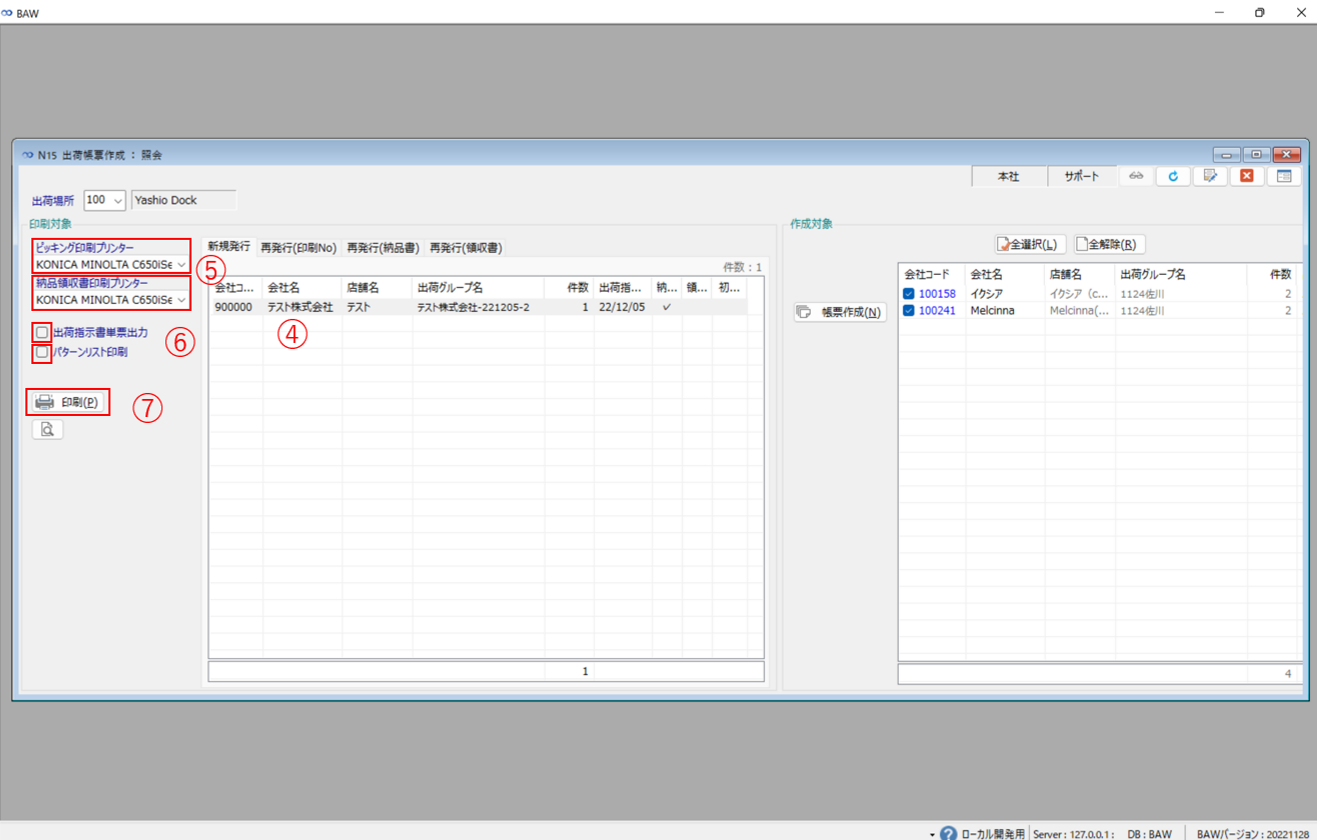 BAW
N15 出荷帳票作成 : 照会
本社 サポート
出荷場所 100 Yashio Dock
印刷対象
ピッキング印刷プリンター
KONICA MINOLTA C650iSe
⑤
納品領収書印刷プリンター
KONICA MINOLTA C650iSe
出荷指示書単票出力
⑥
パターンリスト印刷
印刷(P)
⑦
新規発行 再発行(印刷No) 再発行(納品書) 再発行(領収書)
件数 : 1
会社コ... 会社名 店舗名 出荷グループ名 件数 出荷指... 納... 領... 初...
900000 テスト株式会社 テスト テスト株式会社-221205-2 1 22/12/05 ✓
④
1
作成対象
全選択(L) 全解除(R)
帳票作成(N)
会社コード 会社名 店舗名 出荷グループ名 件数
100158 イクシア イクシア (c... 1124佐川 2
100241 Melcinna Melcinna(... 1124佐川 2
4
ローカル開発用 Server : 127.0.0.1 : DB : BAW BAWバージョン : 20221128